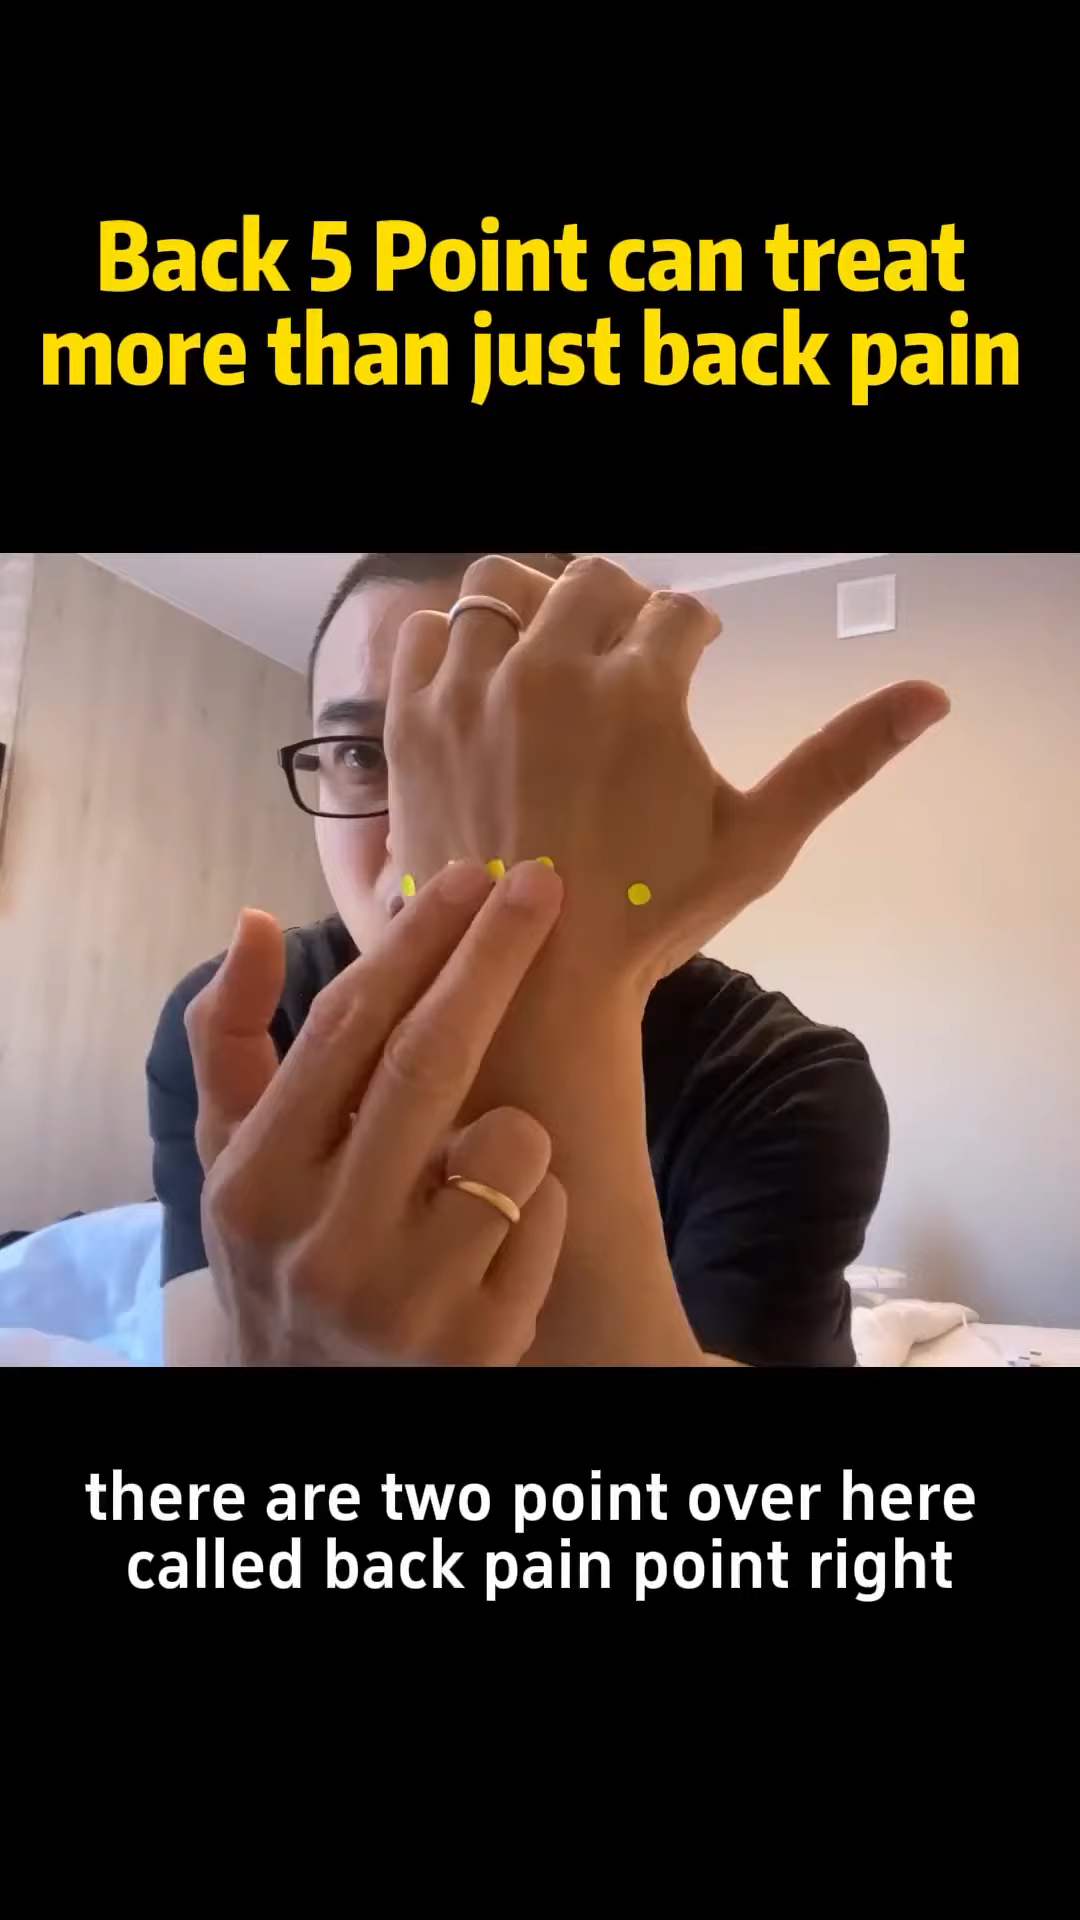 Back 5 Point can treat
more than just back pain
there are two point over here
called back pain point right